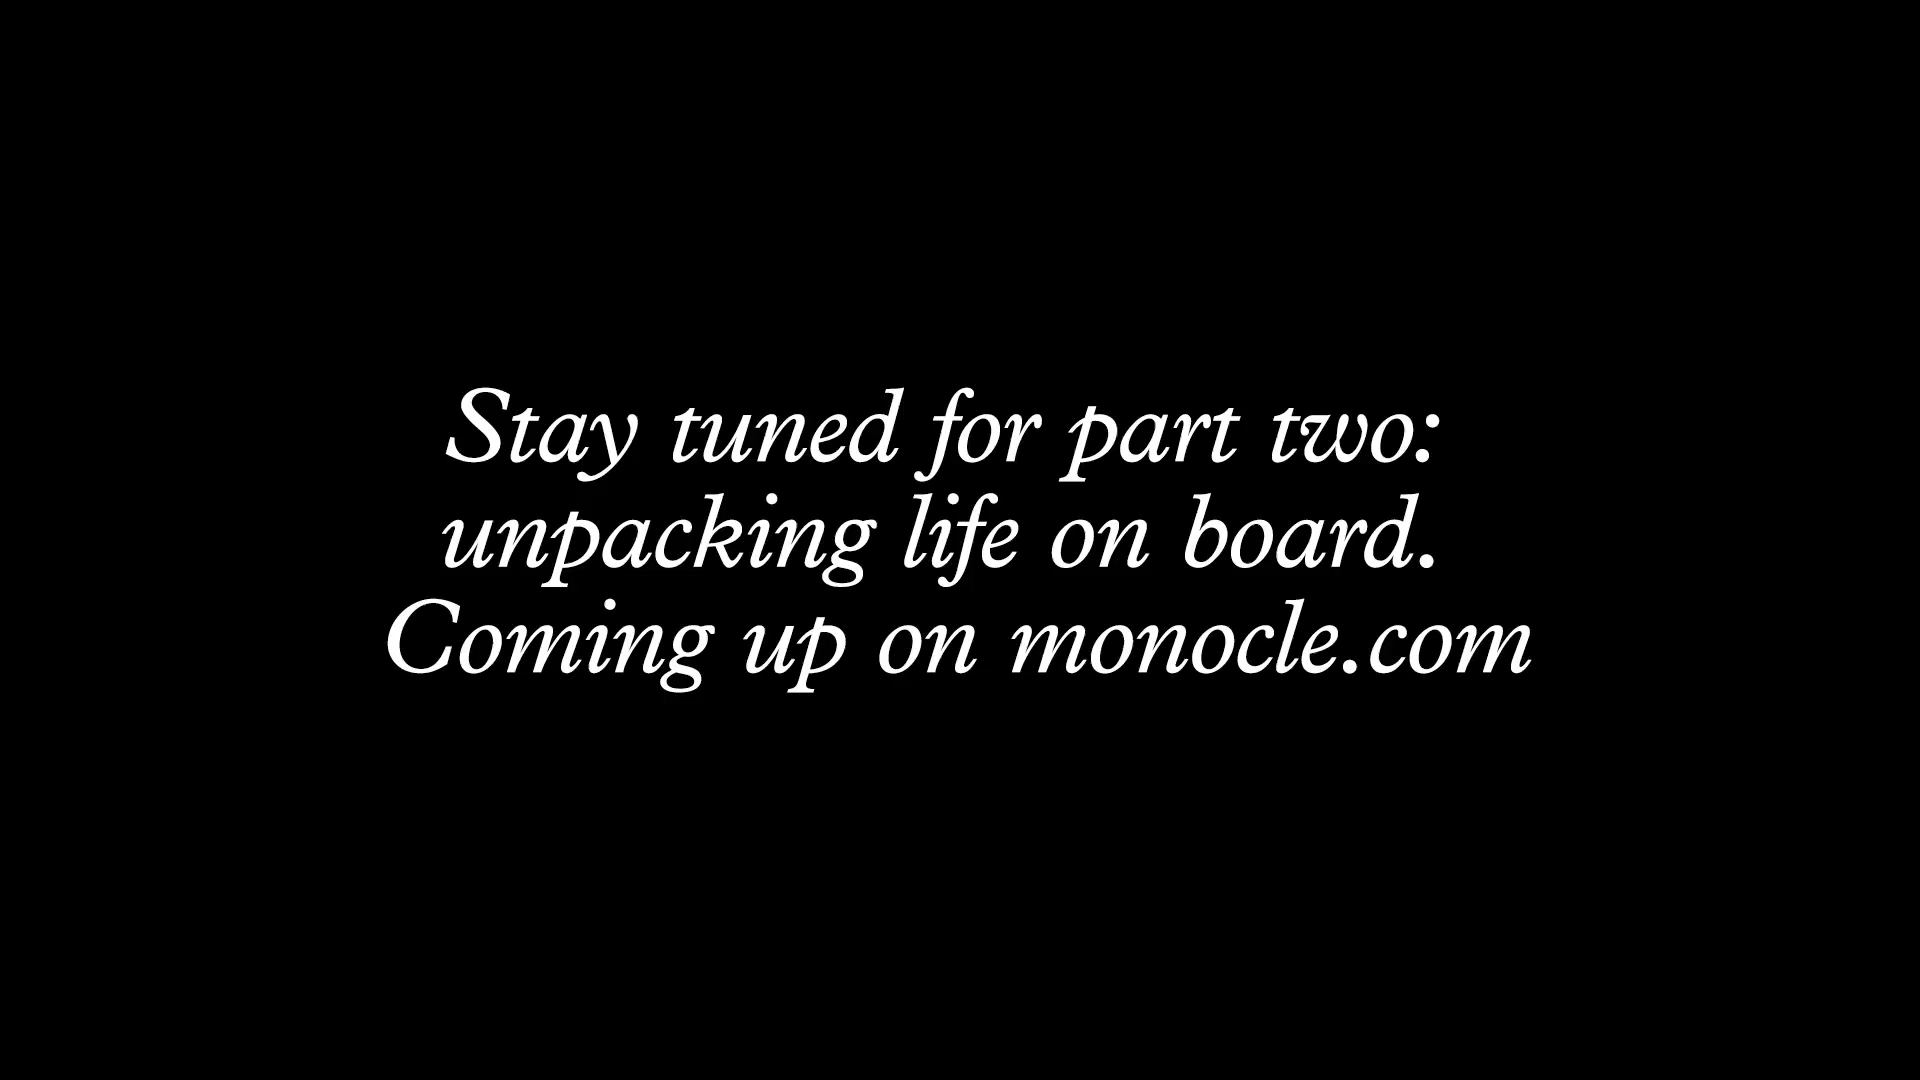 Stay tuned for part two:
unpacking life on board.
Coming up on monocle.com